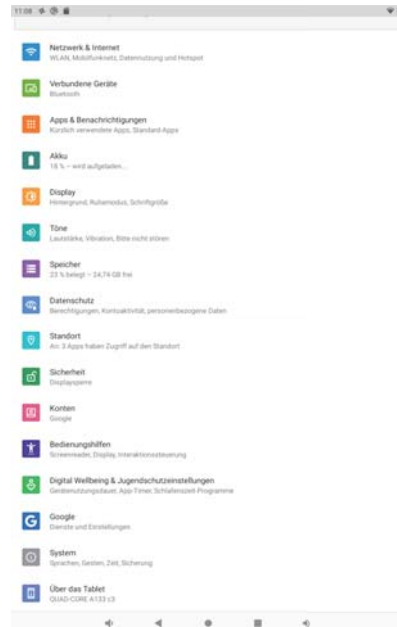 11:08
Netzwerk & Internet
WLAN, Mobilfunknetz, Datennutzung und Hotspot
Verbundene Geräte
Bluetooth
Apps & Benachrichtigungen
Kürzlich verwendete Apps, Standard-Apps
Akku
18 % – wird aufgeladen...
Display
Hintergrund, Ruhemodus, Schriftgröße
Töne
Lautstärke, Vibration, Bitte nicht stören
Speicher
23 % belegt – 24,74 GB frei
Datenschutz
Berechtigungen, Kontoaktivität, personenbezogene Daten
Standort
An: 3 Apps haben Zugriff auf den Standort
Sicherheit
Displaysperre
Konten
Google
Bedienungshilfen
Screenreader, Display, Interaktionssteuerung
Digital Wellbeing & Jugendschutzeinstellungen
Gerätenutzungsdauer, App-Timer, Schlafenszeit-Programme
Google
Dienste und Einstellungen
System
Sprachen, Gesten, Zeit, Sicherung
Über das Tablet
QUAD-CORE A133 c3